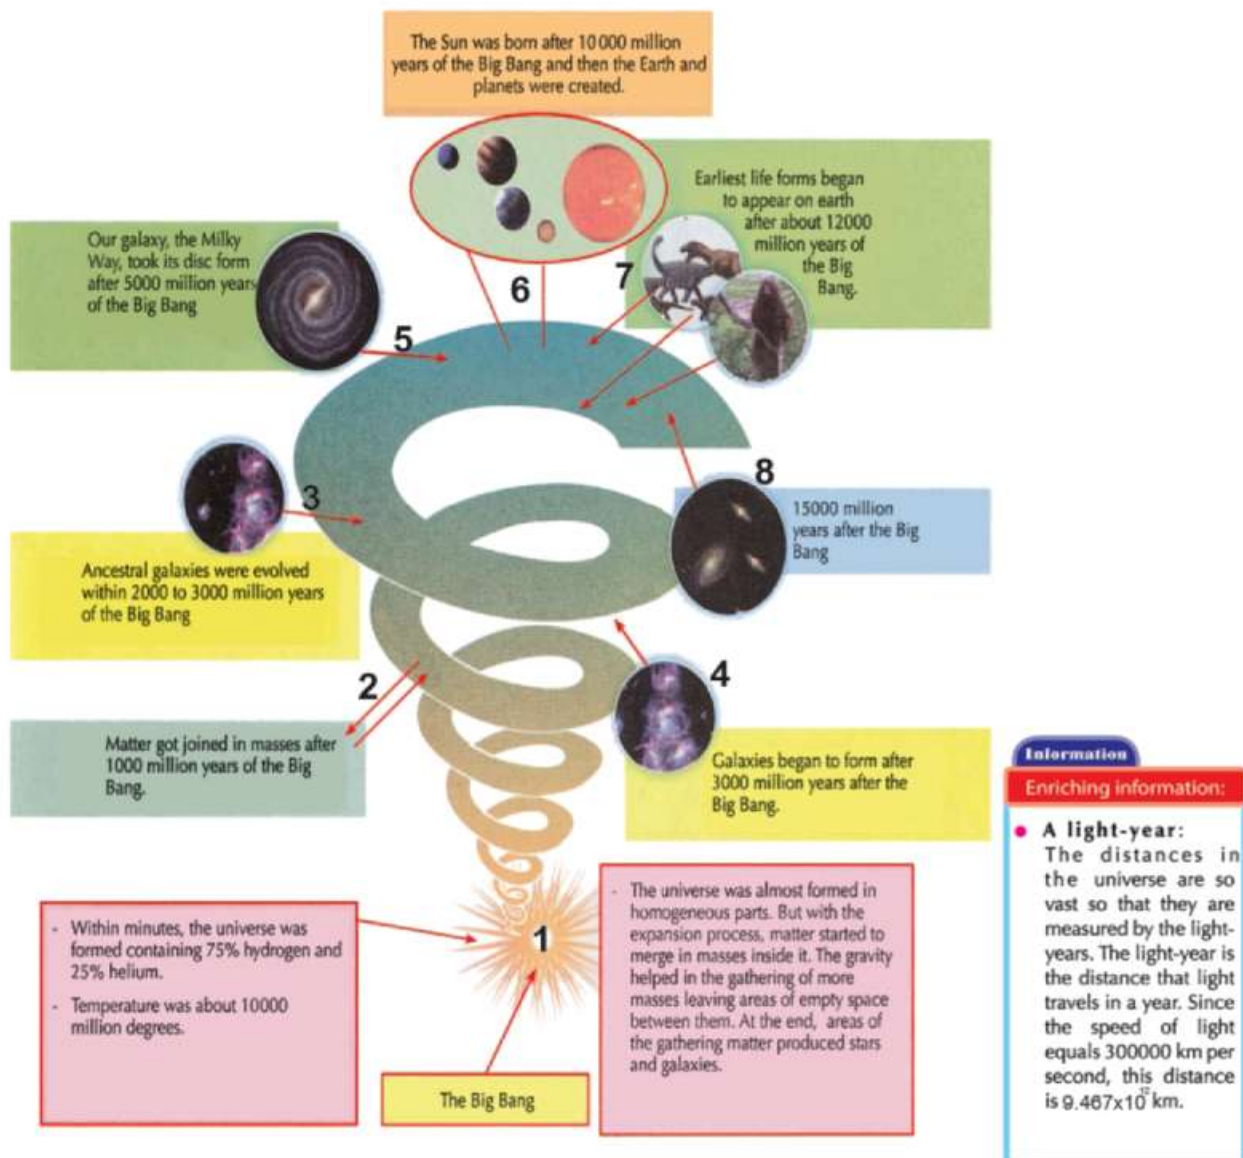 The Sun was born after 10 000 million
years of the Big Bang and then the Earth and
planets were created.
6
Earliest life forms began
to appear on earth
after about 12000
million years of
the Big
Bang.
7
Our galaxy, the Milky
Way, took its disc form
after 5000 million years
of the Big Bang
5
8
15000 million
years after the Big
Bang
3
Ancestral galaxies were evolved
within 2000 to 3000 million years
of the Big Bang
4
Galaxies began to form after
3000 million years after the
Big Bang.
2
Matter got joined in masses after
1000 million years of the Big
Bang.
- Within minutes, the universe was
formed containing 75% hydrogen and
25% helium.
- Temperature was about 10000
million degrees.
1
The Big Bang
- The universe was almost formed in
homogeneous parts. But with the
expansion process, matter started to
merge in masses inside it. The gravity
helped in the gathering of more
masses leaving areas of empty space
between them. At the end, areas of
the gathering matter produced stars
and galaxies.
Information
Enriching information:
• A light-year:
The distances in
the universe are so
vast so that they are
measured by the light-
years. The light-year is
the distance that light
travels in a year. Since
the speed of light
equals 300000 km per
second, this distance
is 9.467x10¹² km.